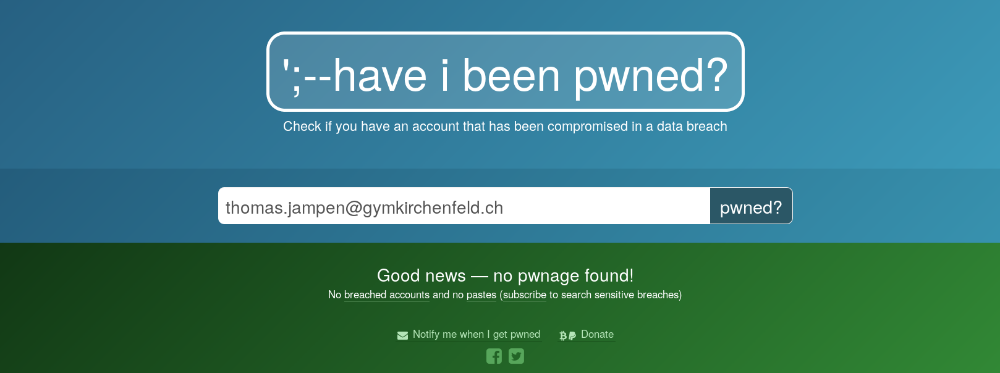 ';--have i been pwned?
Check if you have an account that has been compromised in a data breach
thomas.jampen@gymkirchenfeld.ch
pwned?
Good news — no pwnage found!
No breached accounts and no pastes (subscribe to search sensitive breaches)
Notify me when I get pwned Donate